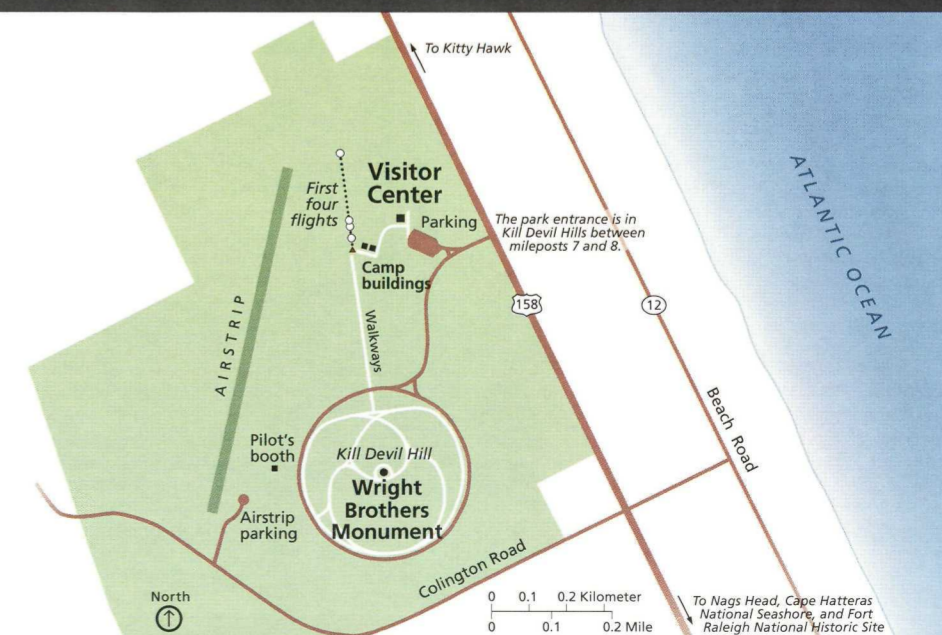 To Kitty Hawk
Visitor
Center
First
four
flights
Parking
The park entrance is in
Kill Devil Hills between
mileposts 7 and 8.
Camp
buildings
ATLANTIC OCEAN
AIRSTRIP
Walkways
158
12
Beach Road
Pilot's
booth
Kill Devil Hill
Wright
Brothers
Monument
Airstrip
parking
Colington Road
North
0 0.1 0.2 Kilometer
0 0.1 0.2 Mile
To Nags Head, Cape Hatteras
National Seashore, and Fort
Raleigh National Historic Site